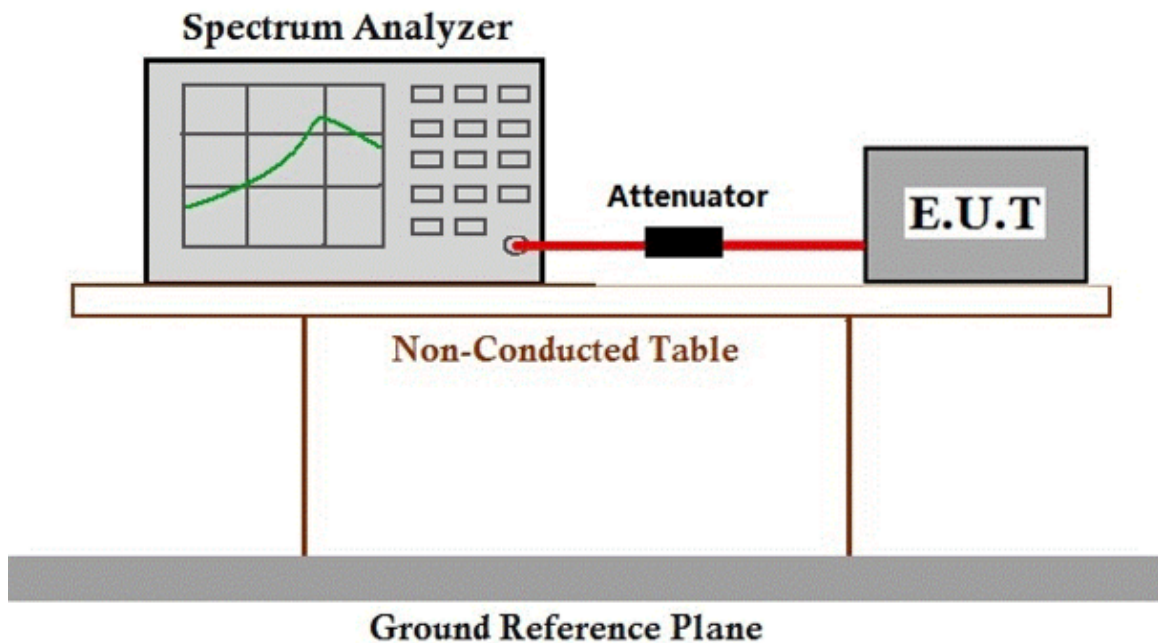 Spectrum Analyzer
Attenuator
E.U.T
Non-Conducted Table
Ground Reference Plane